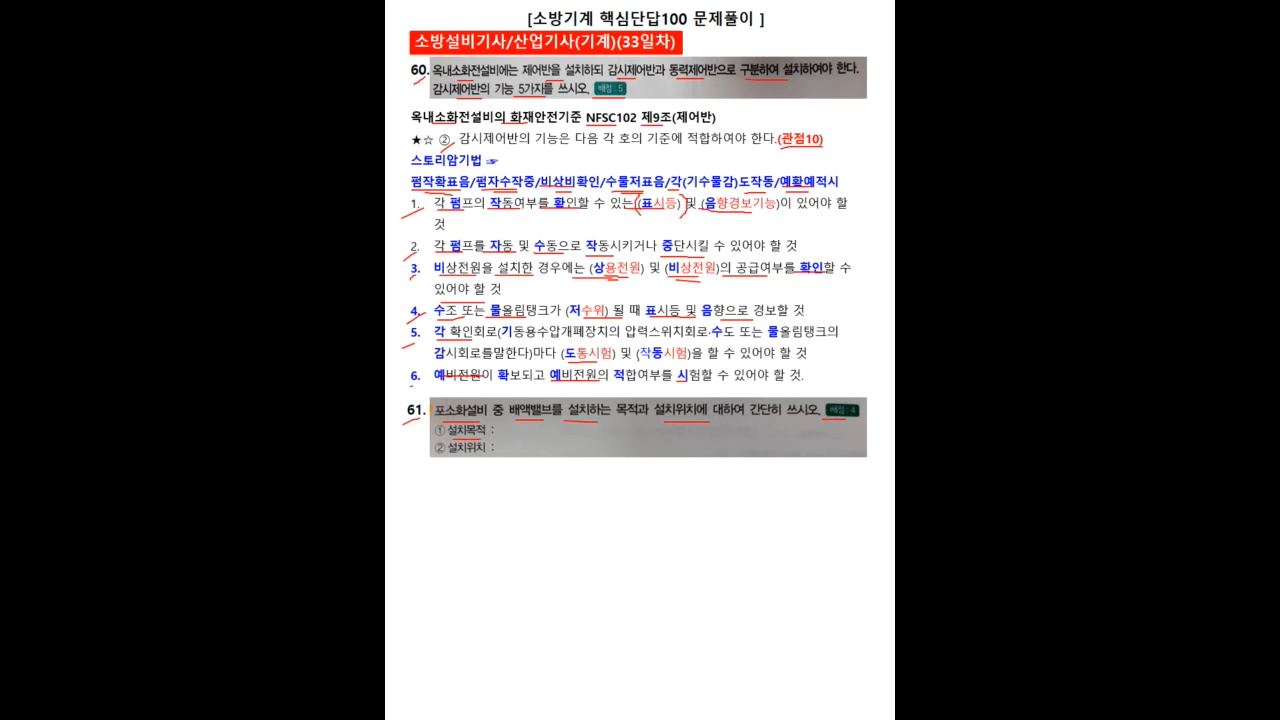 [소방기계 핵심단답100 문제풀이 ]
소방설비기사/산업기사(기계)(33일차)
60. 옥내소화전설비에는 제어반을 설치하되 감시제어반과 동력제어반으로 구분하여 설치하여야 한다.
감시제어반의 기능 5가지를 쓰시오. 배점 : 5
옥내소화전설비의 화재안전기준 NFSC102 제9조(제어반)
★☆ ② 감시제어반의 기능은 다음 각 호의 기준에 적합하여야 한다.(관점10)
스토리암기법 ☞
펌작확표음/펌자수작중/비상비확인/수물저표음/각(기수물감)도작동/예확예적시
1. 각 펌프의 작동여부를 확인할 수 있는 (표시등) 및 (음향경보기능)이 있어야 할
것
2. 각 펌프를 자동 및 수동으로 작동시키거나 중단시킬 수 있어야 할 것
3. 비상전원을 설치한 경우에는 (상용전원) 및 (비상전원)의 공급여부를 확인할 수
있어야 할 것
4. 수조 또는 물올림탱크가 (저수위) 될 때 표시등 및 음향으로 경보할 것
5. 각 확인회로(기동용수압개폐장치의 압력스위치회로·수도 또는 물올림탱크의
감시회로를말한다)마다 (도통시험) 및 (작동시험)을 할 수 있어야 할 것
6. 예비전원이 확보되고 예비전원의 적합여부를 시험할 수 있어야 할 것.
61. 포소화설비 중 배액밸브를 설치하는 목적과 설치위치에 대하여 간단히 쓰시오. 배점 : 4
① 설치목적 :
② 설치위치 :